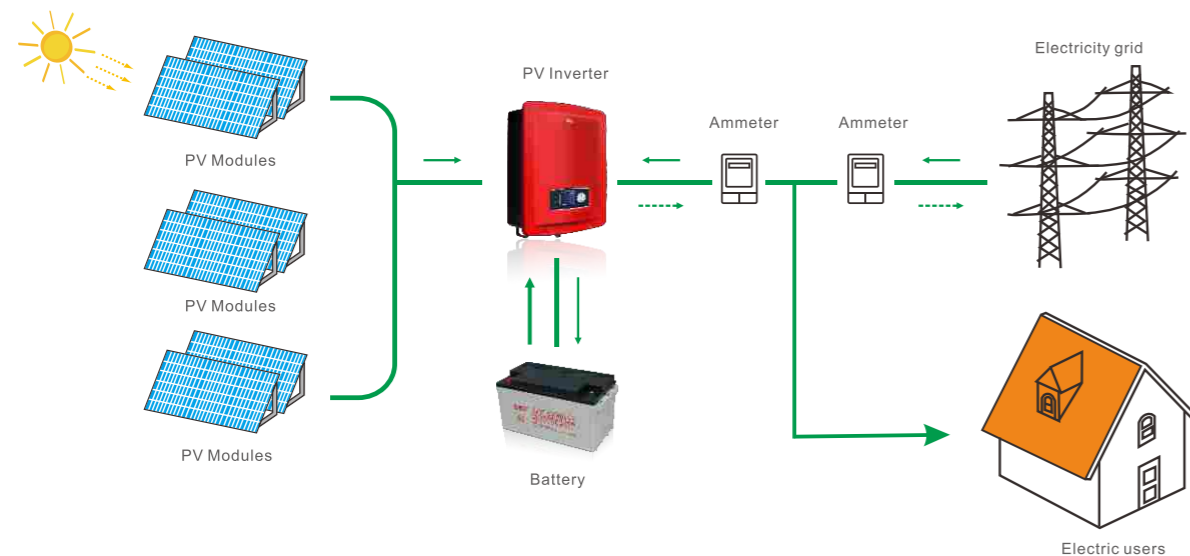 Electricity grid
PV Inverter
Ammeter
Ammeter
PV Modules
PV Modules
PV Modules
Battery
Electric users